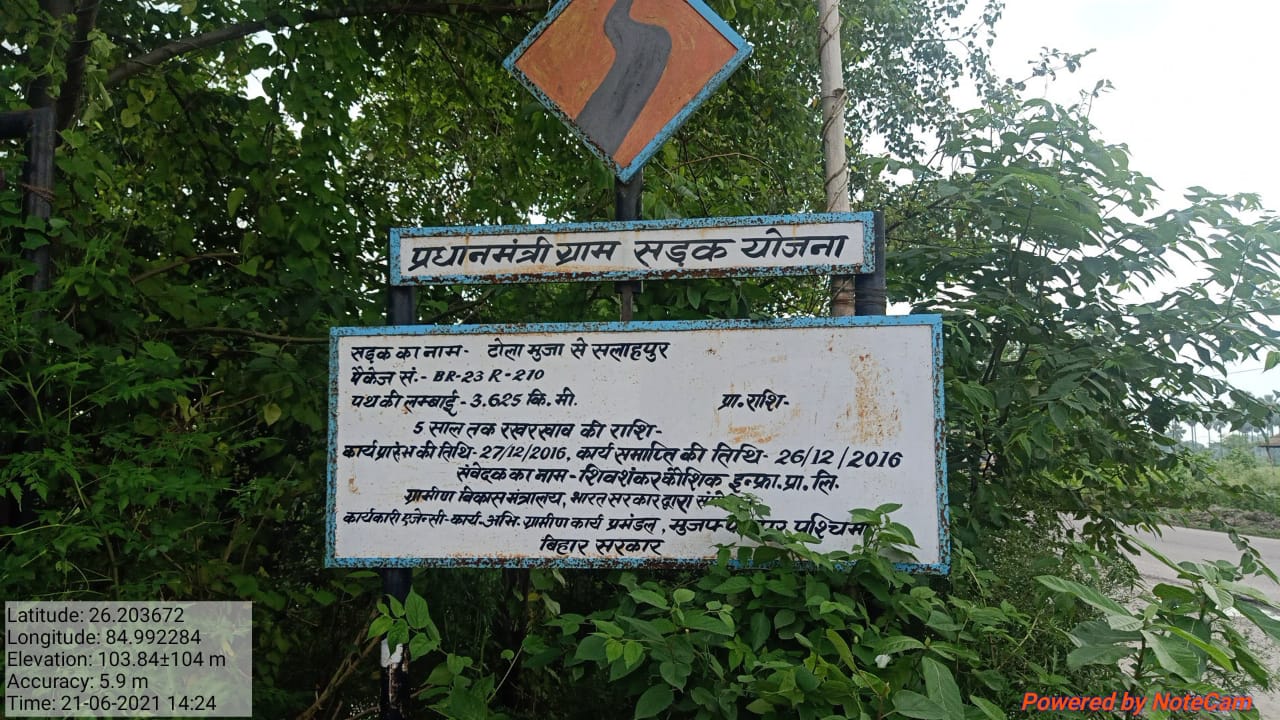 प्रधानमंत्री ग्राम सड़क योजना
सड़क का नाम- टोला मुजा से सलाहपुर
पैकेज सं.- BR-23 R-210
पथ की लम्बाई - 3.625 कि.मी. प्रा. राशि-
5 साल तक रखरखाव की राशि-
कार्य प्रारंभ की तिथि- 27/12/2016, कार्य समाप्ति की तिथि- 26/12/2016
संवेदक का नाम - शिवशंकर कौशिक इन्फ्रा. प्रा. लि.
ग्रामीण विकास मंत्रालय, भारत सरकार द्वारा
कार्यकारी एजेन्सी- कार्य. अभि. ग्रामीण कार्य प्रमंडल, पश्चिम
बिहार सरकार
Latitude: 26.203672
Longitude: 84.992284
Elevation: 103.84±104 m
Accuracy: 5.9 m
Time: 21-06-2021 14:24
Powered by NoteCam